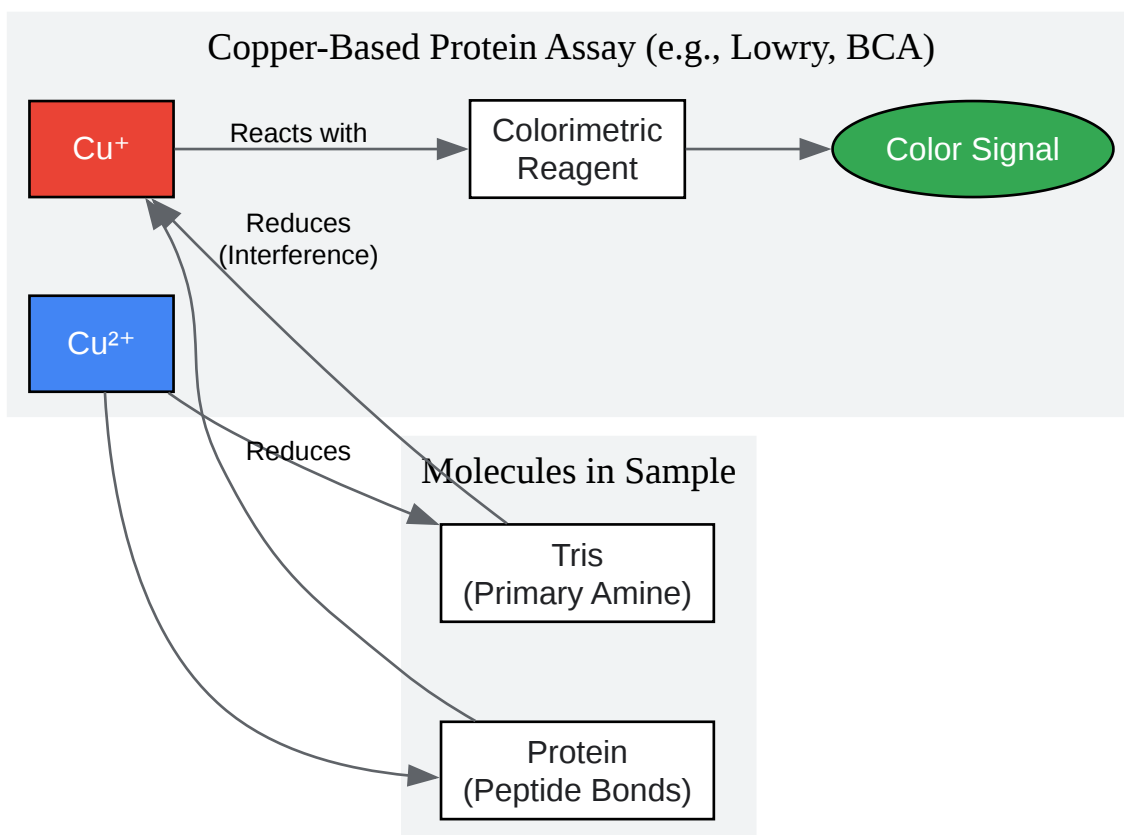 Copper-Based Protein Assay (e.g., Lowry, BCA)
Cu⁺
Reacts with
Colorimetric
Reagent
Color Signal
Reduces
(Interference)
Cu²⁺
Reduces
Molecules in Sample
Tris
(Primary Amine)
Protein
(Peptide Bonds)